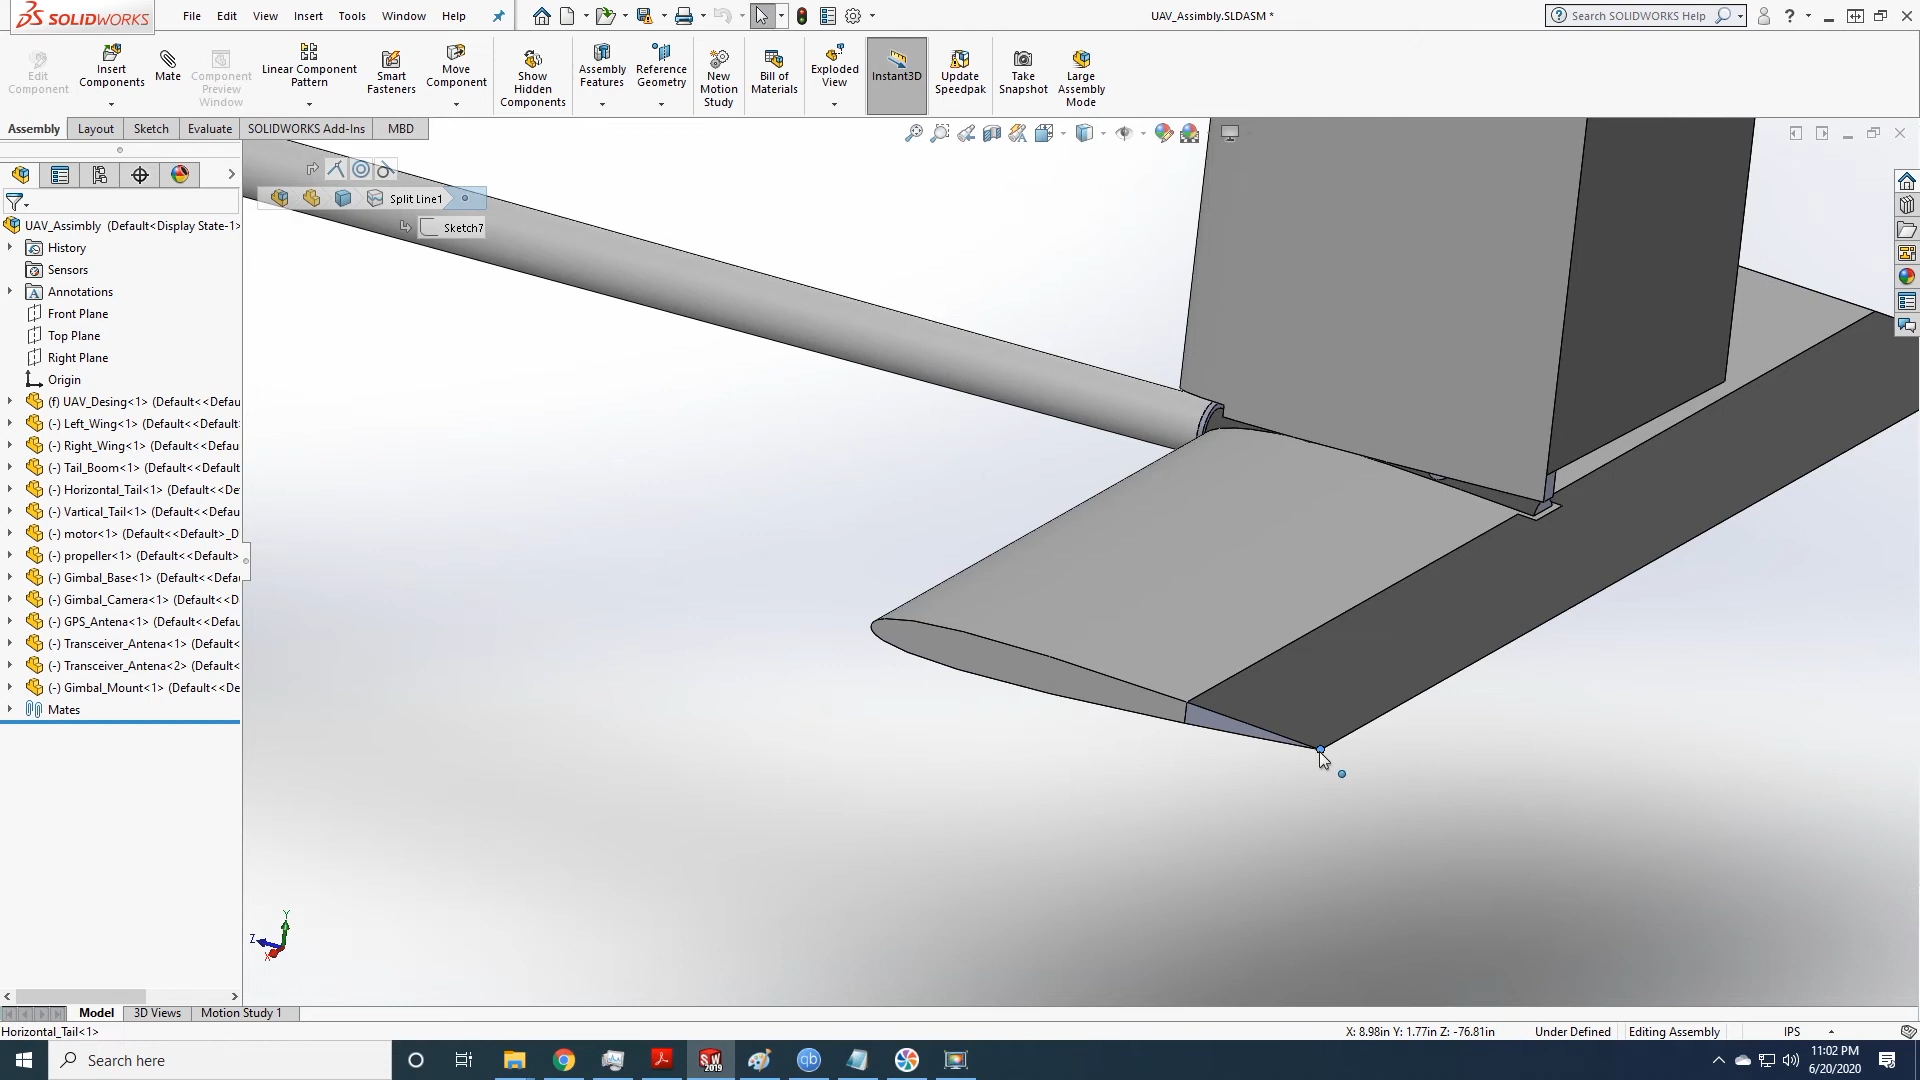 SOLIDWORKS File Edit View Insert Tools Window Help UAV_Assimbly.SLDASM * Search SOLIDWORKS Help
Edit Component
Insert Components
Mate
Component Preview Window
Linear Component Pattern
Smart Fasteners
Move Component
Show Hidden Components
Assembly Features
Reference Geometry
New Motion Study
Bill of Materials
Exploded View
Instant3D
Update Speedpak
Take Snapshot
Large Assembly Mode
Assembly Layout Sketch Evaluate SOLIDWORKS Add-Ins MBD
Split Line1
Sketch7
UAV_Assimbly (Default<Display State-1>
History
Sensors
Annotations
Front Plane
Top Plane
Right Plane
Origin
(f) UAV_Desing<1> (Default<<Defau
(-) Left_Wing<1> (Default<<Default
(-) Right_Wing<1> (Default<<Defau
(-) Tail_Boom<1> (Default<<Default
(-) Horizontal_Tail<1> (Default<<De
(-) Vartical_Tail<1> (Default<<Defau
(-) motor<1> (Default<<Default>_D
(-) propeller<1> (Default<<Default>
(-) Gimbal_Base<1> (Default<<Defau
(-) Gimbal_Camera<1> (Default<<D
(-) GPS_Antena<1> (Default<<Defau
(-) Transceiver_Antena<1> (Default<
(-) Transceiver_Antena<2> (Default<
(-) Gimbal_Mount<1> (Default<<De
Mates
Y
Z
X
Model 3D Views Motion Study 1
Horizontal_Tail<1> X: 8.98in Y: 1.77in Z: -76.81in Under Defined Editing Assembly IPS
Search here
11:02 PM
6/20/2020